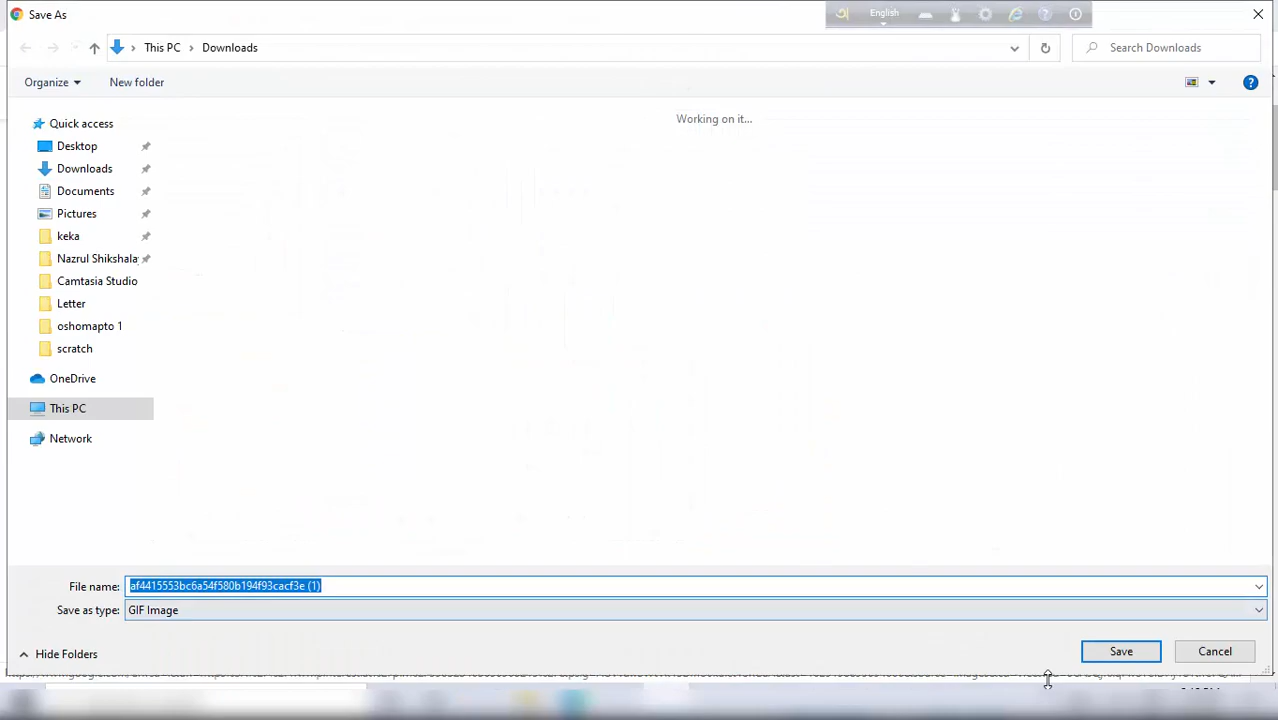 Save As
অ English
This PC Downloads
Search Downloads
Organize New folder
Working on it...
Quick access
Desktop
Downloads
Documents
Pictures
keka
Nazrul Shikshala
Camtasia Studio
Letter
oshomapto 1
scratch
OneDrive
This PC
Network
File name: af4415553bc6a54f580b194f93cacf3e (1)
Save as type: GIF Image
Hide Folders Save Cancel